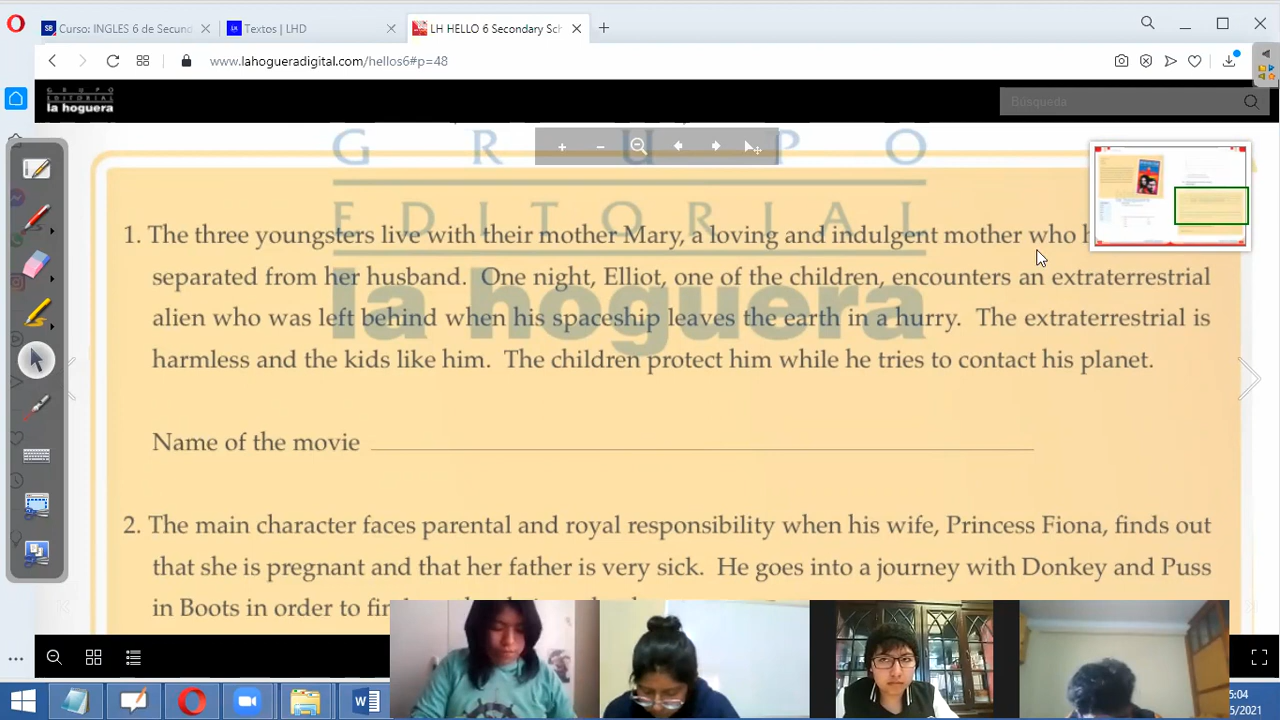 Curso: INGLES 6 de Secund
Textos | LHD
LH HELLO 6 Secondary Sch
www.lahogueradigital.com/hellos6#p=48
GRUPO
EDITORIAL
la hoguera
Búsqueda
GRUPO
EDITORIAL
la hoguera
1. The three youngsters live with their mother Mary, a loving and indulgent mother who
separated from her husband. One night, Elliot, one of the children, encounters an extraterrestrial
alien who was left behind when his spaceship leaves the earth in a hurry. The extraterrestrial is
harmless and the kids like him. The children protect him while he tries to contact his planet.
Name of the movie
2. The main character faces parental and royal responsibility when his wife, Princess Fiona, finds out
that she is pregnant and that her father is very sick. He goes into a journey with Donkey and Puss
in Boots in order to
5:04
5/2021